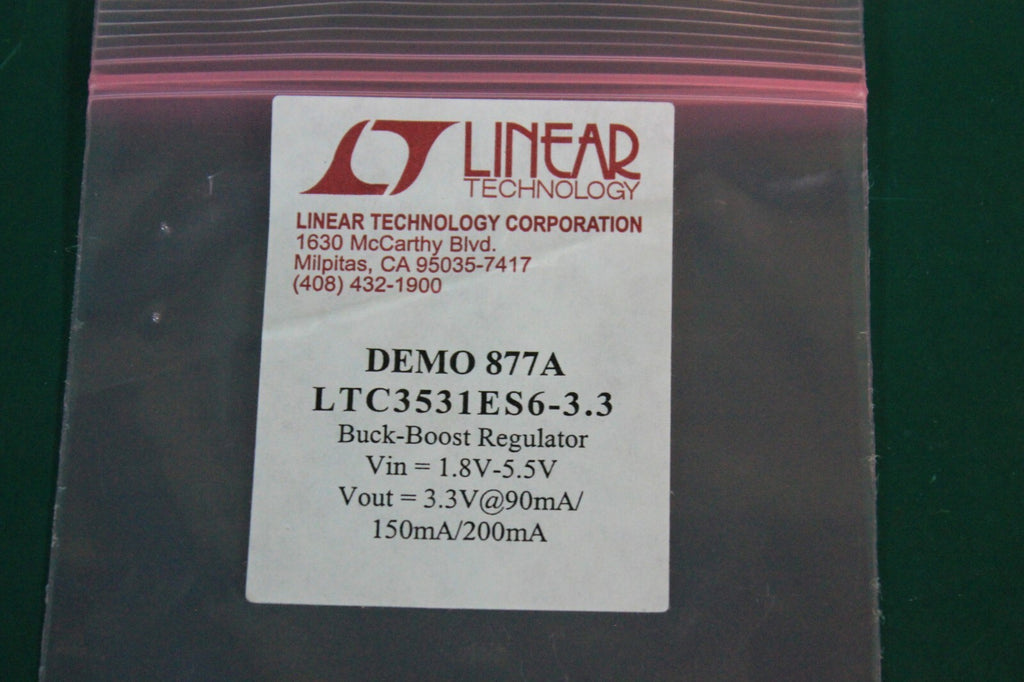 LINEAR
TECHNOLOGY
LINEAR TECHNOLOGY CORPORATION
1630 McCarthy Blvd.
Milpitas, CA 95035-7417
(408) 432-1900
DEMO 877A
LTC3531ES6-3.3
Buck-Boost Regulator
Vin = 1.8V-5.5V
Vout = 3.3V@90mA/
150mA/200mA